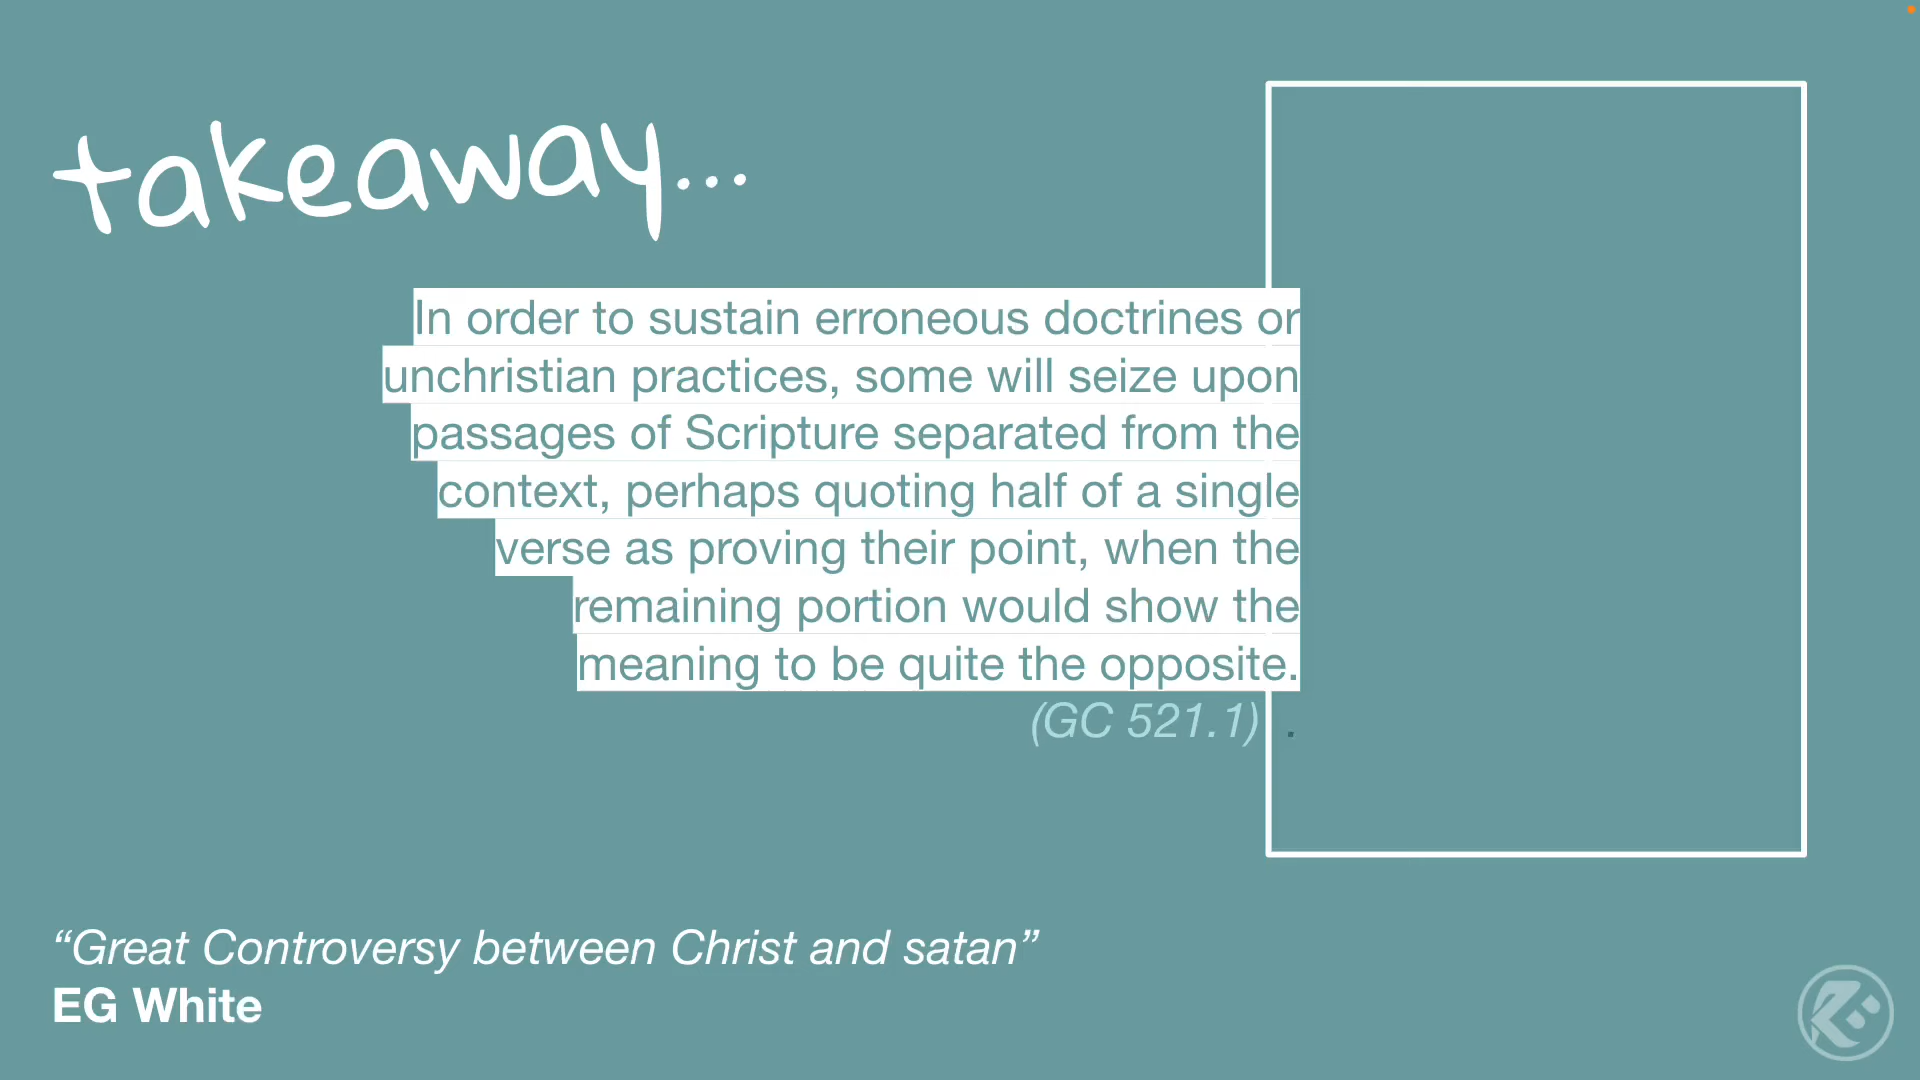 takeaway...
In order to sustain erroneous doctrines or
unchristian practices, some will seize upon
passages of Scripture separated from the
context, perhaps quoting half of a single
verse as proving their point, when the
remaining portion would show the
meaning to be quite the opposite.
(GC 521.1) .
“Great Controversy between Christ and satan”
EG White